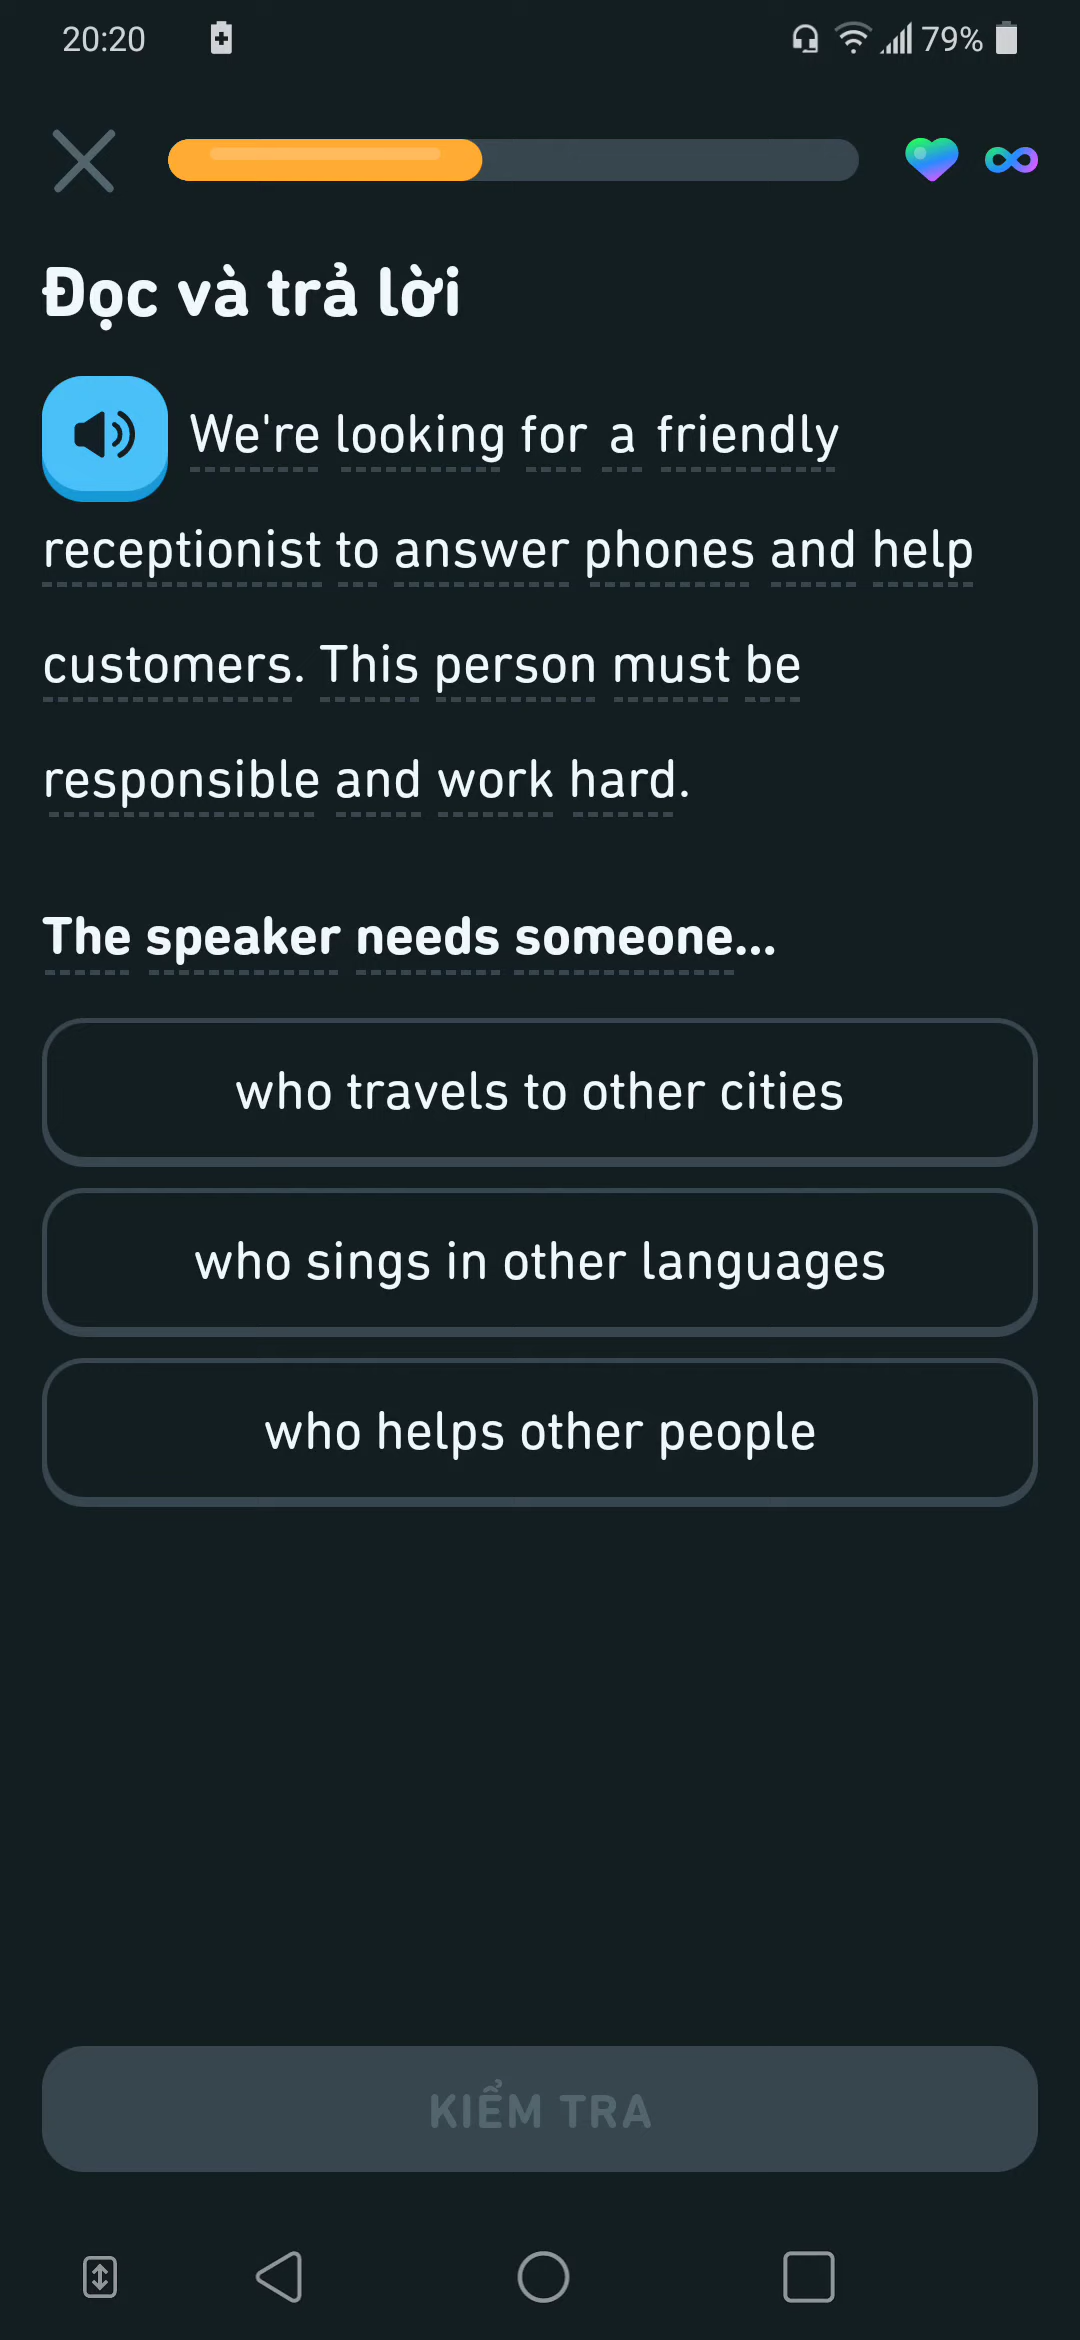 20:20
79%
Đọc và trả lời
We're looking for a friendly
receptionist to answer phones and help
customers. This person must be
responsible and work hard.
The speaker needs someone...
who travels to other cities
who sings in other languages
who helps other people
KIỂM TRA